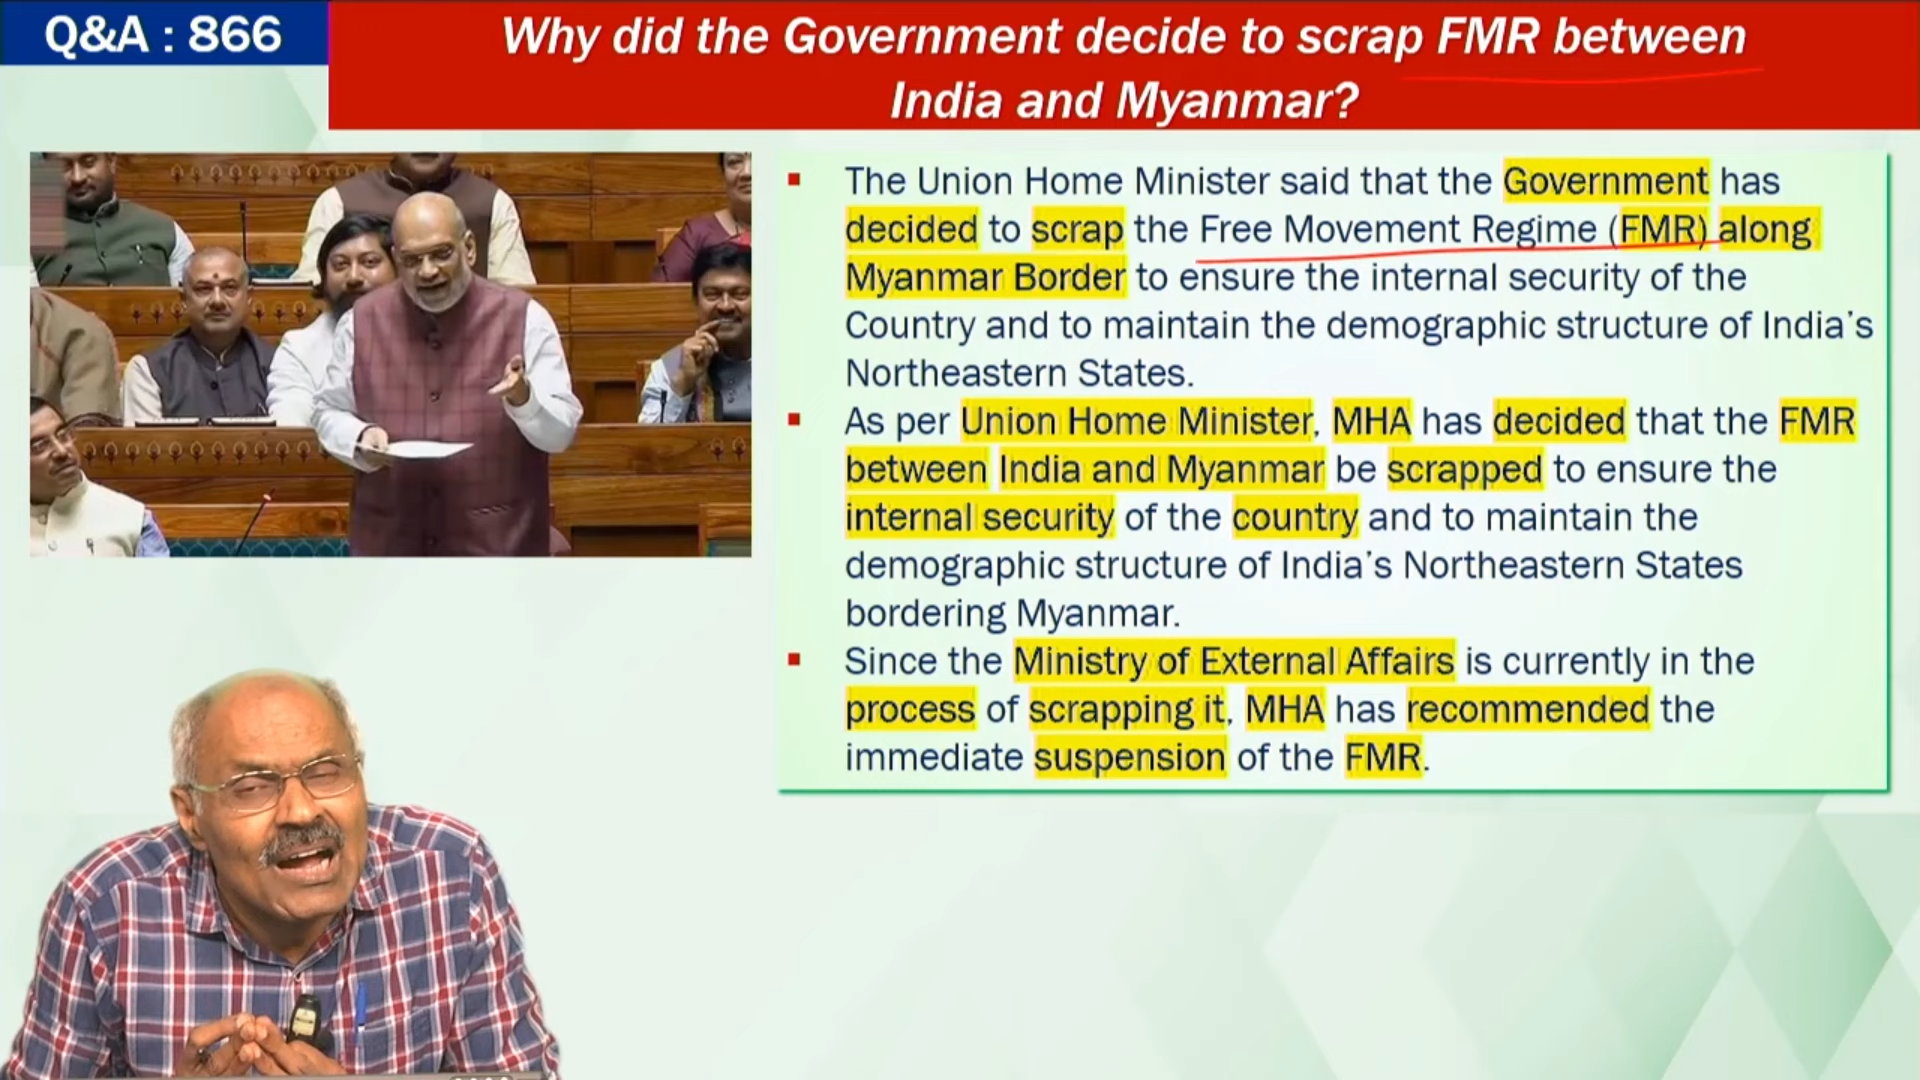 Q&A : 866
Why did the Government decide to scrap FMR between
India and Myanmar?
The Union Home Minister said that the Government has
decided to scrap the Free Movement Regime (FMR) along
Myanmar Border to ensure the internal security of the
Country and to maintain the demographic structure of India's
Northeastern States.
As per Union Home Minister, MHA has decided that the FMR
between India and Myanmar be scrapped to ensure the
internal security of the country and to maintain the
demographic structure of India's Northeastern States
bordering Myanmar.
Since the Ministry of External Affairs is currently in the
process of scrapping it, MHA has recommended the
immediate suspension of the FMR.